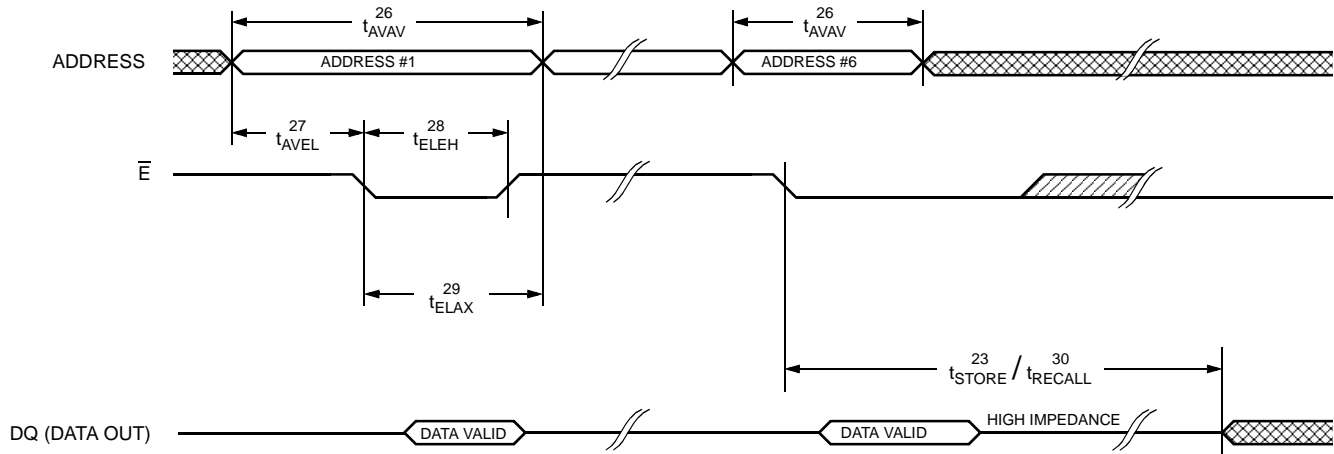 26
tAVAV
26
tAVAV
ADDRESS
ADDRESS #1
ADDRESS #6
27
tAVEL
28
tELEH
E
29
tELAX
23
tSTORE / 30
tRECALL
DQ (DATA OUT)
DATA VALID
DATA VALID
HIGH IMPEDANCE